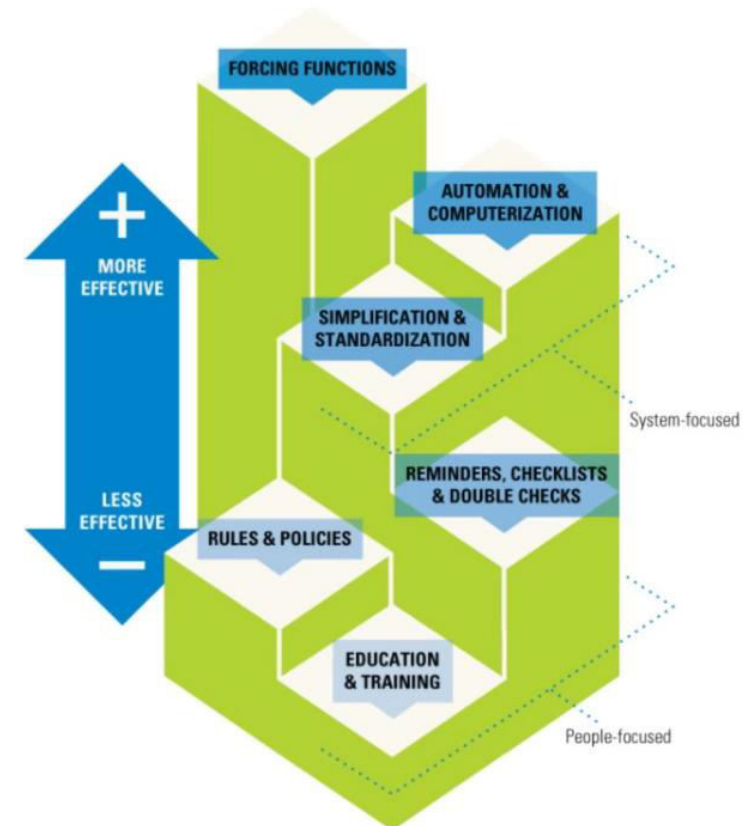 FORCING FUNCTIONS
AUTOMATION &
COMPUTERIZATION
+
MORE
EFFECTIVE
SIMPLIFICATION &
STANDARDIZATION
System-focused
REMINDERS, CHECKLISTS
& DOUBLE CHECKS
LESS
EFFECTIVE
–
RULES & POLICIES
EDUCATION
& TRAINING
People-focused